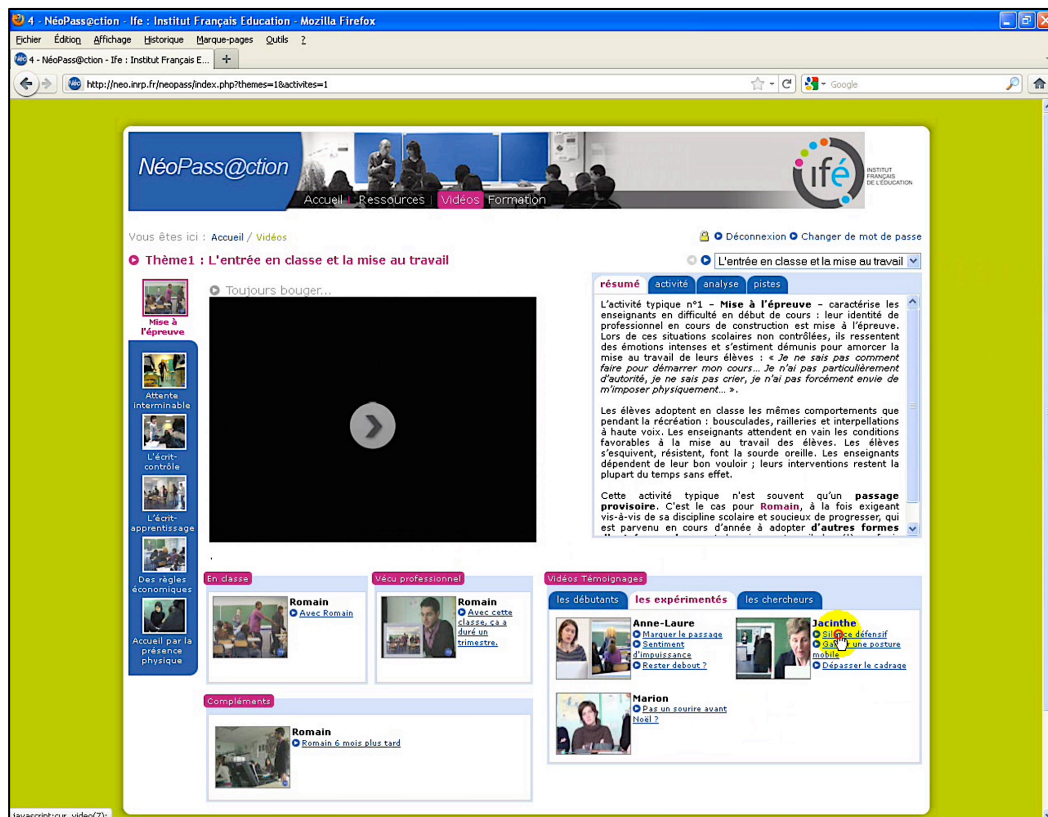 4 - NéoPass@ction - Ife : Institut Français Education - Mozilla Firefox
Fichier Édition Affichage Historique Marque-pages Outils ?
4 - NéoPass@ction - Ife : Institut Français E... +
http://neo.inrp.fr/neopass/index.php?themes=1&activites=1
Google
NéoPass@ction
ifé
INSTITUT
FRANÇAIS
DE L'ÉDUCATION
Accueil | Ressources | Vidéos Formation
Vous êtes ici : Accueil / Vidéos
Déconnexion Changer de mot de passe
Thème1 : L'entrée en classe et la mise au travail
L'entrée en classe et la mise au travail
Mise à
l'épreuve
Attente
interminable
L'écrit-
contrôle
L'écrit-
apprentissage
Des règles
économiques
Accueil par la
présence
physique
Toujours bouger...
résumé activité analyse pistes
L'activité typique n°1 – Mise à l'épreuve – caractérise les
enseignants en difficulté en début de cours : leur identité de
professionnel en cours de construction est mise à l'épreuve.
Lors de ces situations scolaires non contrôlées, ils ressentent
des émotions intenses et s'estiment démunis pour amorcer la
mise au travail de leurs élèves : « Je ne sais pas comment
faire pour démarrer mon cours... Je n'ai pas particulièrement
d'autorité, je ne sais pas crier, je n'ai pas forcément envie de
m'imposer physiquement... ».
Les élèves adoptent en classe les mêmes comportements que
pendant la récréation : bousculades, railleries et interpellations
à haute voix. Les enseignants attendent en vain les conditions
favorables à la mise au travail des élèves. Les élèves
s'esquivent, résistent, font la sourde oreille. Les enseignants
dépendent de leur bon vouloir ; leurs interventions restent la
plupart du temps sans effet.
Cette activité typique n'est souvent qu'un passage
provisoire. C'est le cas pour Romain, à la fois exigeant
vis-à-vis de sa discipline scolaire et soucieux de progresser, qui
est parvenu en cours d'année à adopter d'autres formes
En classe
Romain
Avec Romain
Vécu professionnel
Romain
Avec cette
classe, ça a
duré un
trimestre.
Compléments
Romain
Romain 6 mois plus tard
Vidéos Témoignages
les débutants les expérimentés les chercheurs
Anne-Laure
Marquer le passage
Sentiment
d'impuissance
Rester debout ?
Jacinthe
défensif
une posture
mobile
Dépasser le cadrage
Marion
Pas un sourire avant
Noël ?
javascript:cur_video(7);